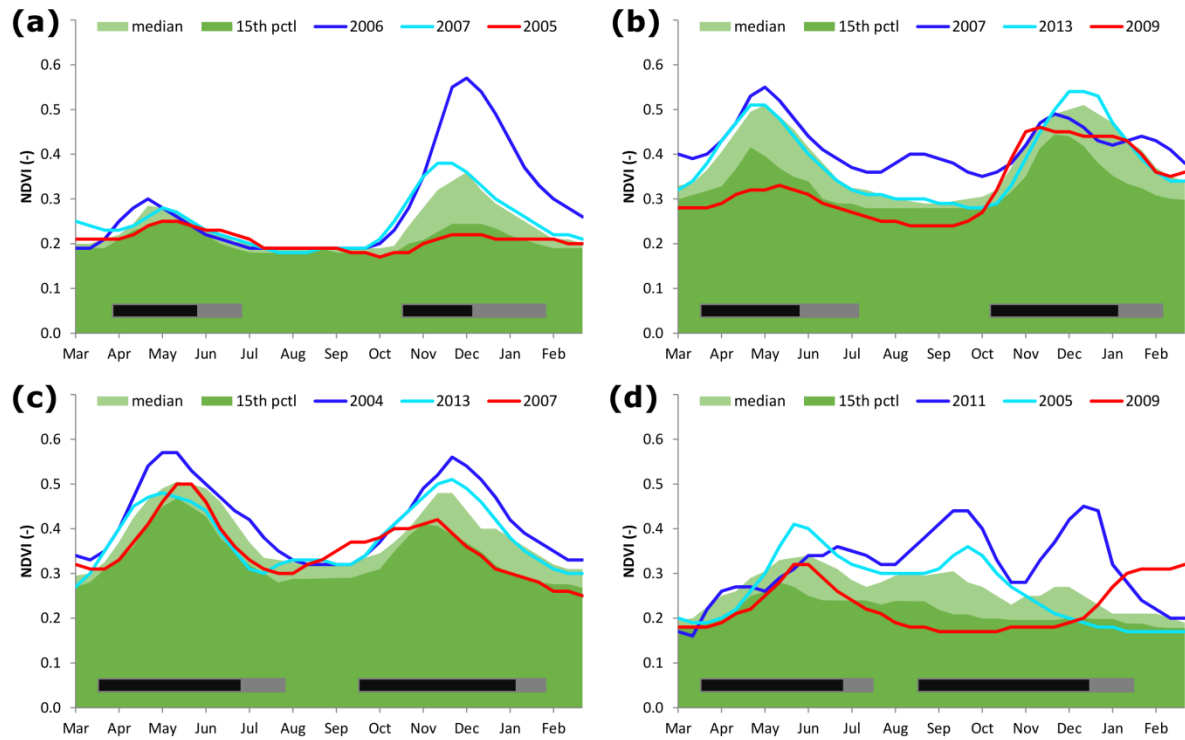 (a) median 15th pctl 2006 2007 2005
0.6
0.5
0.4
0.3
0.2
0.1
0.0
NDVI (-)
Mar Apr May Jun Jul Aug Sep Oct Nov Dec Jan Feb
(b) median 15th pctl 2007 2013 2009
0.6
0.5
0.4
0.3
0.2
0.1
0.0
NDVI (-)
Mar Apr May Jun Jul Aug Sep Oct Nov Dec Jan Feb
(c) median 15th pctl 2004 2013 2007
0.6
0.5
0.4
0.3
0.2
0.1
0.0
NDVI (-)
Mar Apr May Jun Jul Aug Sep Oct Nov Dec Jan Feb
(d) median 15th pctl 2011 2005 2009
0.6
0.5
0.4
0.3
0.2
0.1
0.0
NDVI (-)
Mar Apr May Jun Jul Aug Sep Oct Nov Dec Jan Feb